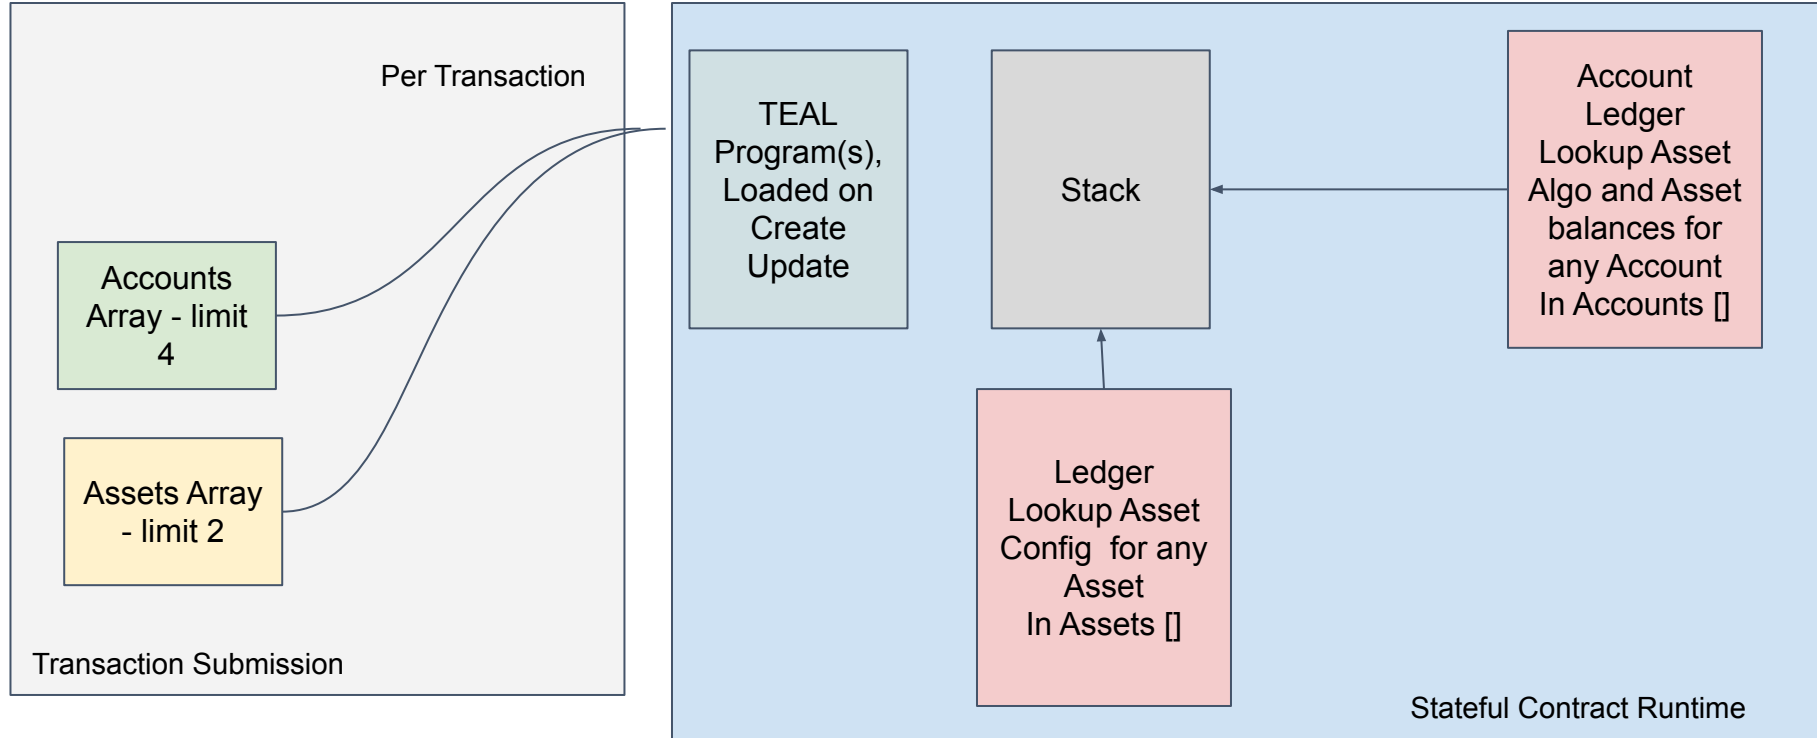 Per Transaction
Accounts
Array - limit
4
Assets Array
- limit 2
Transaction Submission
TEAL
Program(s),
Loaded on
Create
Update
Stack
Account
Ledger
Lookup Asset
Algo and Asset
balances for
any Account
In Accounts []
Ledger
Lookup Asset
Config  for any
Asset
In Assets []
Stateful Contract Runtime